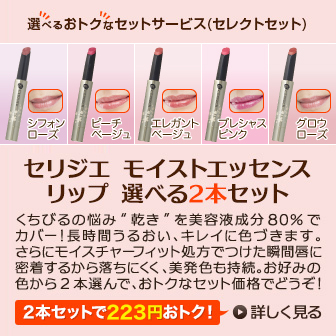 選べるおトクなセットサービス(セレクトセット)
シフォン
ローズ
ピーチ
ベージュ
エレガント
ベージュ
プレシャス
ピンク
グロウ
ローズ
セリジエ モイストエッセンス
リップ 選べる2本セット
くちびるの悩み“乾き”を美容液成分80%で
カバー!長時間うるおい、キレイに色づきます。
さらにモイスチャーフィット処方でつけた瞬間唇に
密着するから落ちにくく、美発色も持続。お好みの
色から2本選んで、おトクなセット価格でどうぞ!
2本セットで223円おトク!
詳しく見る